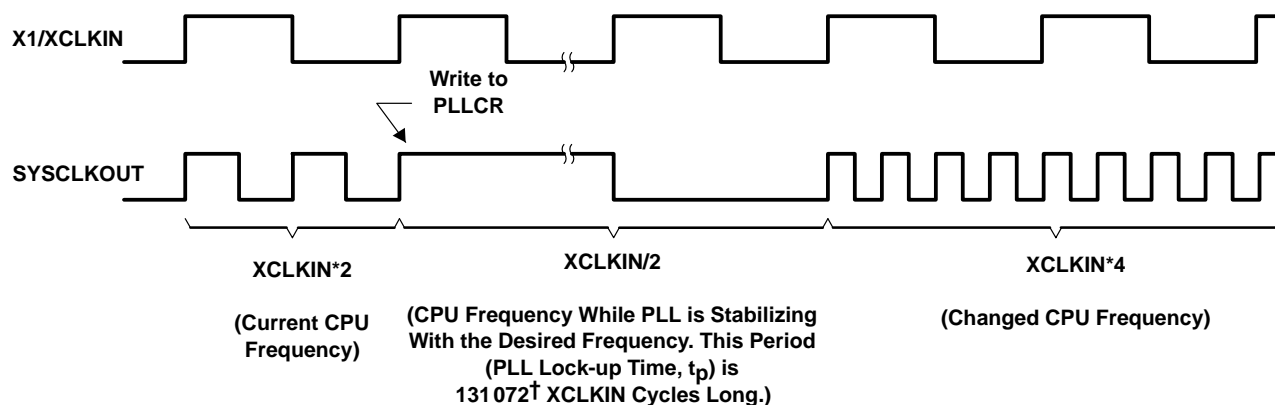 X1/XCLKIN
Write to
PLLCR
SYSCLKOUT
XCLKIN*2
(Current CPU
Frequency)
XCLKIN/2
(CPU Frequency While PLL is Stabilizing
With the Desired Frequency. This Period
(PLL Lock-up Time, tp) is
131072† XCLKIN Cycles Long.)
XCLKIN*4
(Changed CPU Frequency)